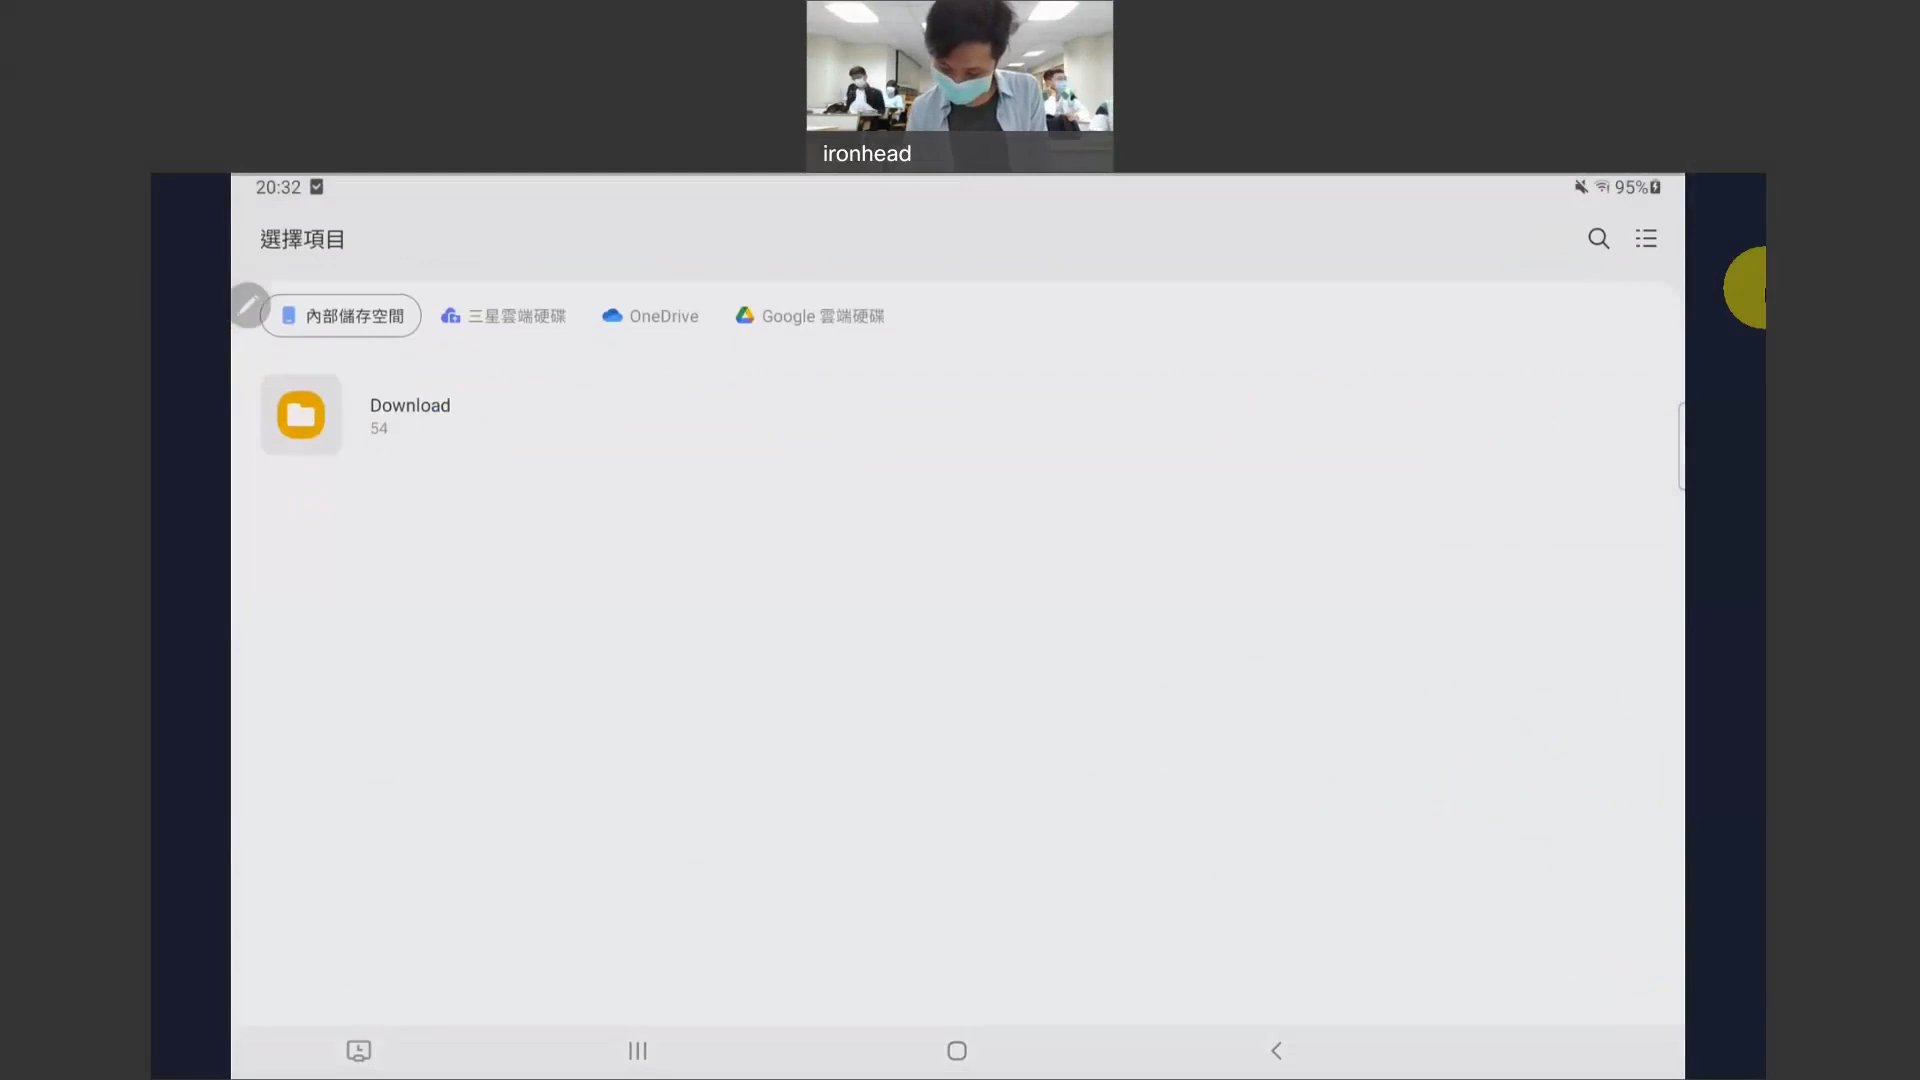 ironhead
20:32
95%
選擇項目
內部儲存空間
三星雲端硬碟
OneDrive
Google 雲端硬碟
Download
54